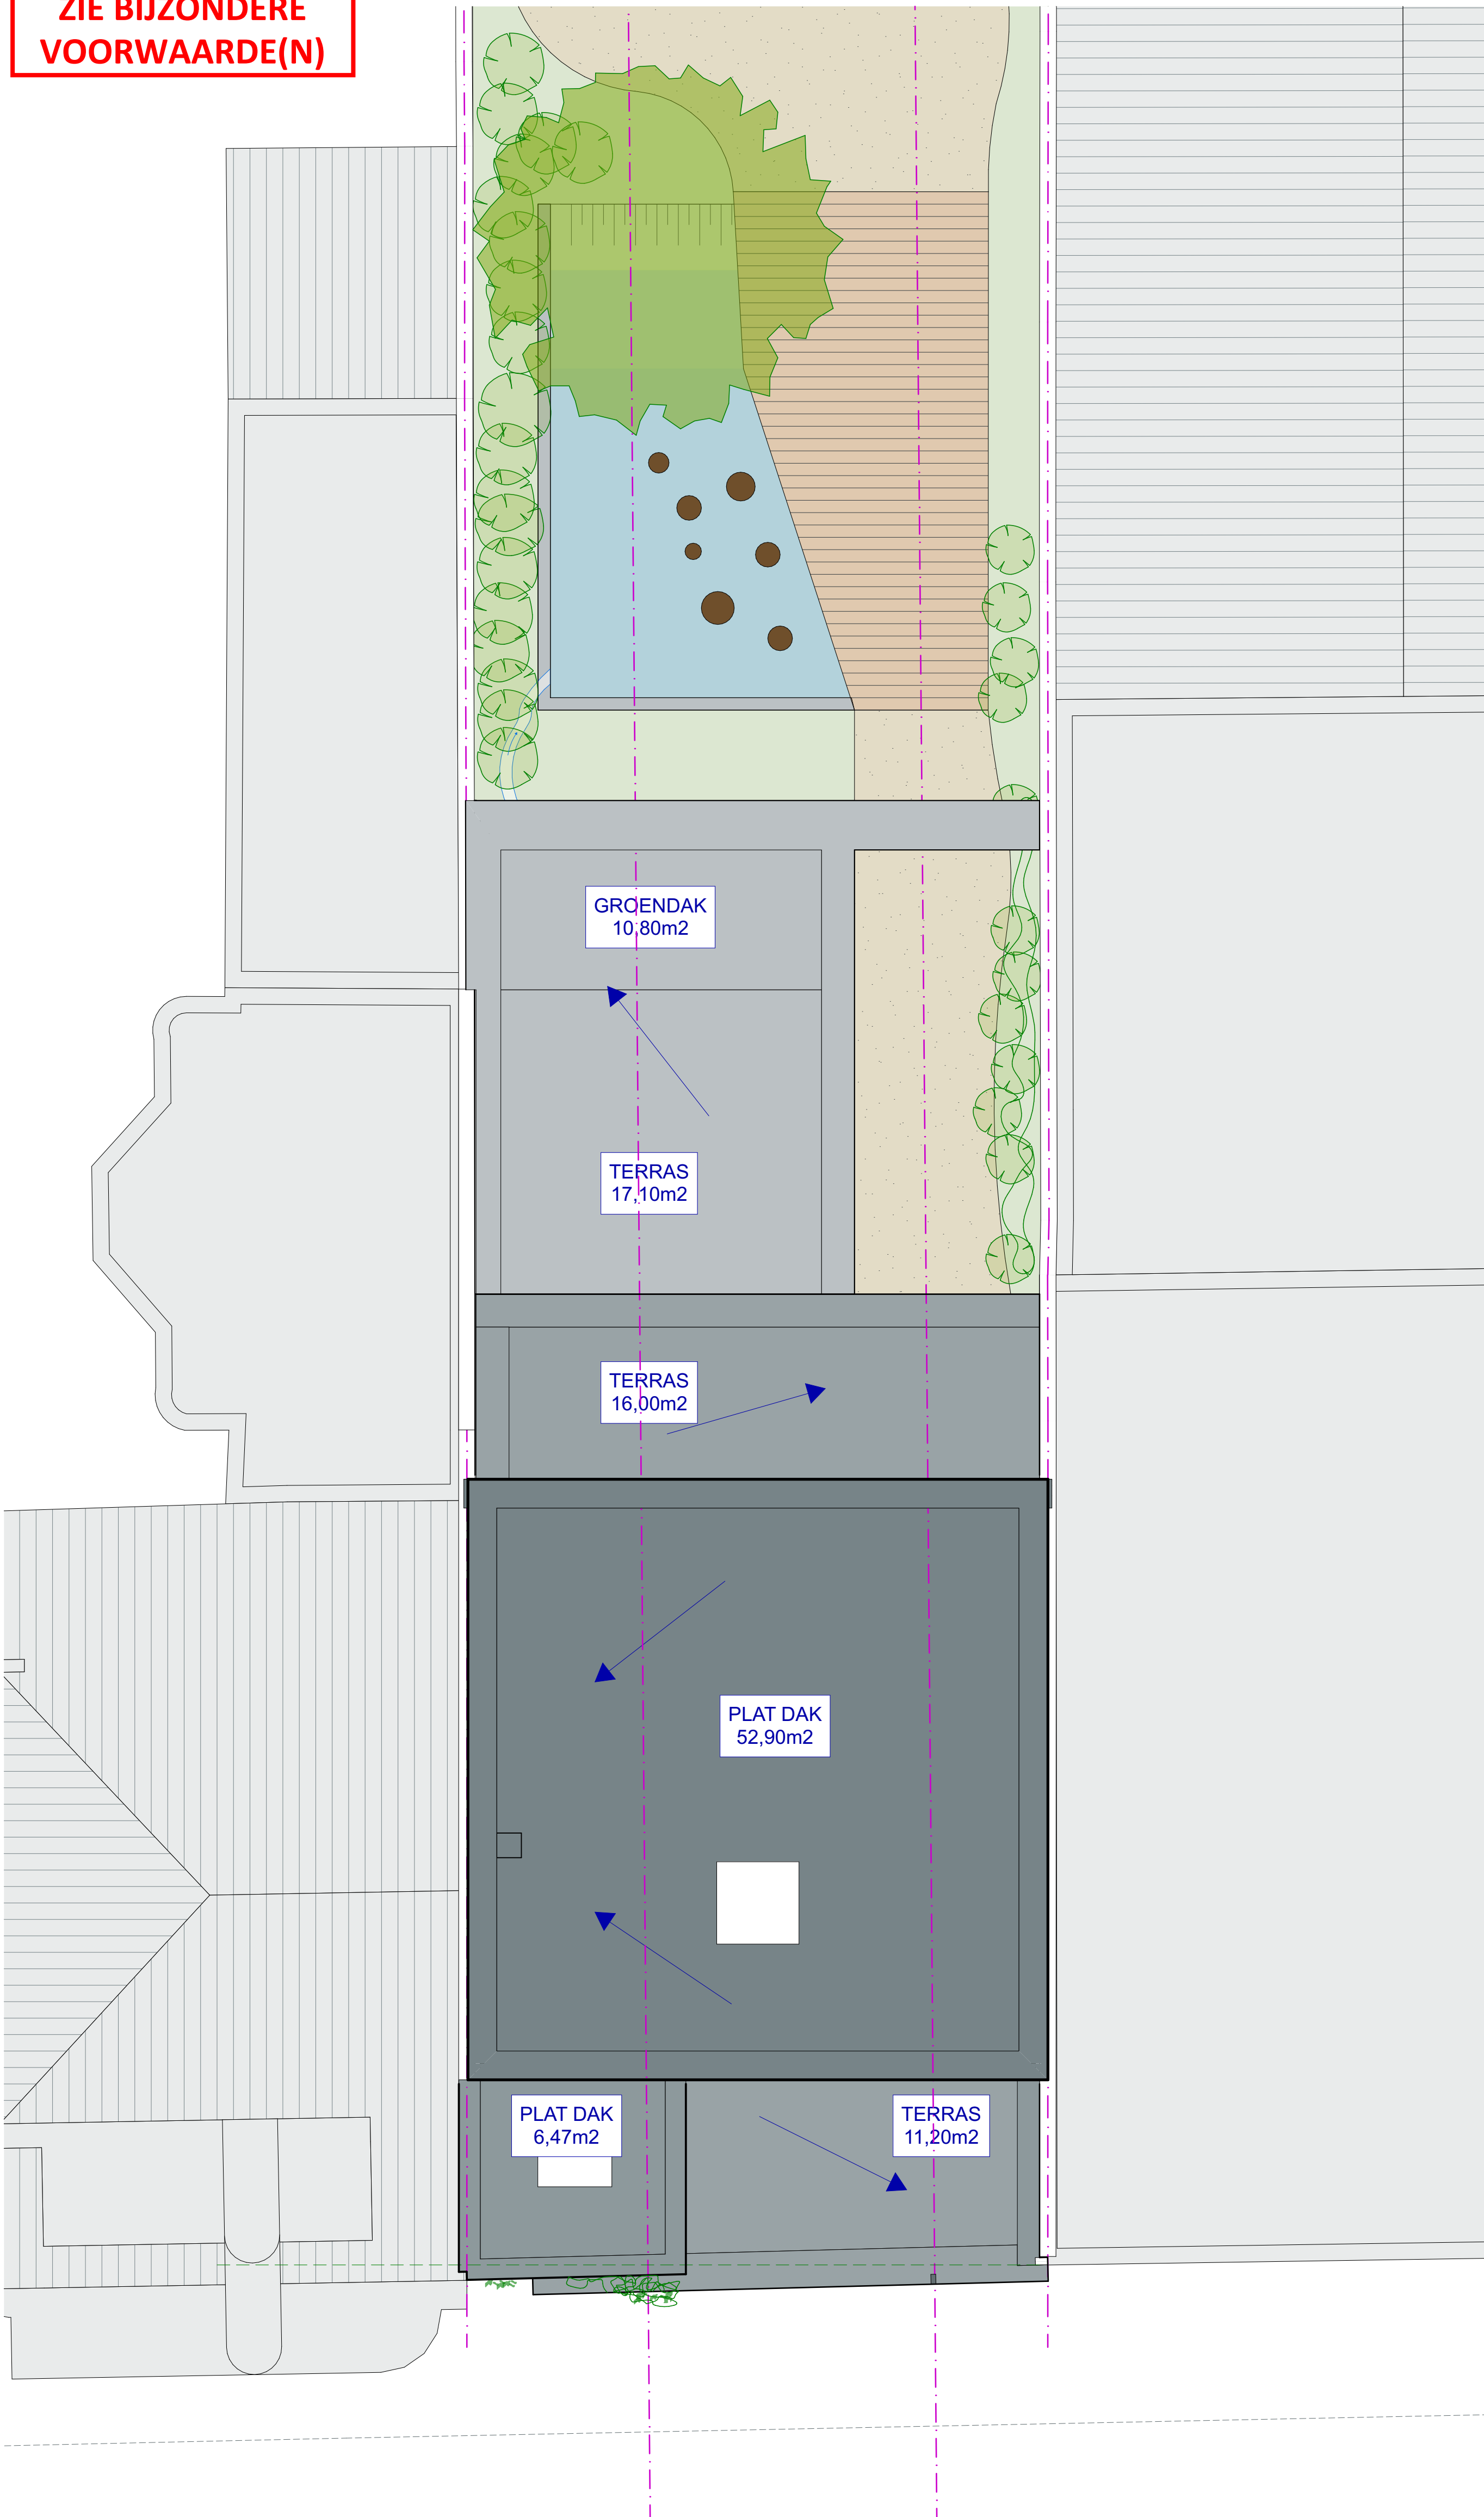 ZIE BIJZONDERE
VOORWAARDE(N)
GROENDAK
10,80m2
TERRAS
17,10m2
TERRAS
16,00m2
PLAT DAK
52,90m2
PLAT DAK
6,47m2
TERRAS
11,20m2